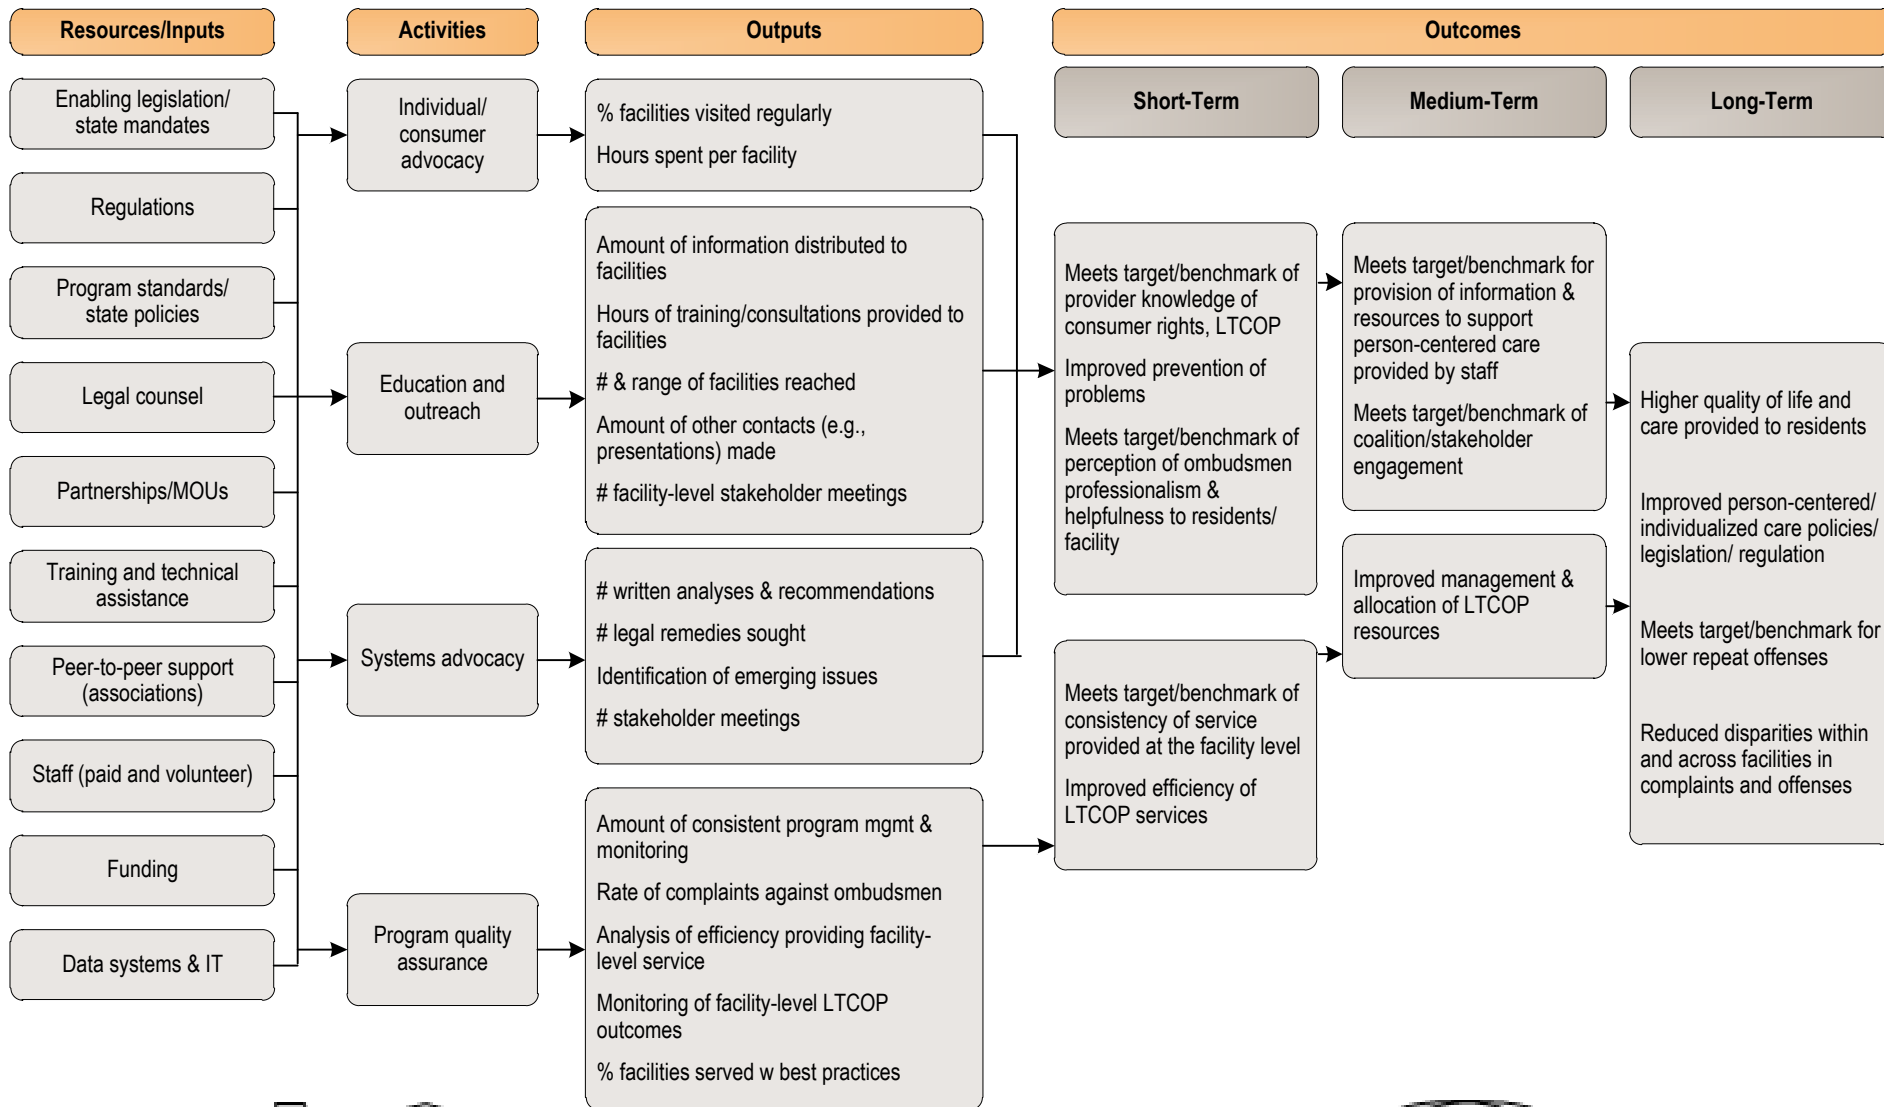 Resources/Inputs
Activities
Outputs
Outcomes
Short-Term
Medium-Term
Long-Term
Enabling legislation/
state mandates
Regulations
Program standards/
state policies
Legal counsel
Partnerships/MOUs
Training and technical
assistance
Peer-to-peer support
(associations)
Staff (paid and volunteer)
Funding
Data systems & IT
Individual/
consumer
advocacy
Education and
outreach
Systems advocacy
Program quality
assurance
% facilities visited regularly
Hours spent per facility
Amount of information distributed to
facilities
Hours of training/consultations provided to
facilities
# & range of facilities reached
Amount of other contacts (e.g.,
presentations) made
# facility-level stakeholder meetings
# written analyses & recommendations
# legal remedies sought
Identification of emerging issues
# stakeholder meetings
Amount of consistent program mgmt &
monitoring
Rate of complaints against ombudsmen
Analysis of efficiency providing facility-
level service
Monitoring of facility-level LTCOP
outcomes
% facilities served w best practices
Meets target/benchmark of
provider knowledge of
consumer rights, LTCOP
Improved prevention of
problems
Meets target/benchmark of
perception of ombudsmen
professionalism &
helpfulness to residents/
facility
Meets target/benchmark of
consistency of service
provided at the facility level
Improved efficiency of
LTCOP services
Meets target/benchmark for
provision of information &
resources to support
person-centered care
provided by staff
Meets target/benchmark of
coalition/stakeholder
engagement
Improved management &
allocation of LTCOP
resources
Higher quality of life and
care provided to residents
Improved person-centered/
individualized care policies/
legislation/ regulation
Meets target/benchmark for
lower repeat offenses
Reduced disparities within
and across facilities in
complaints and offenses